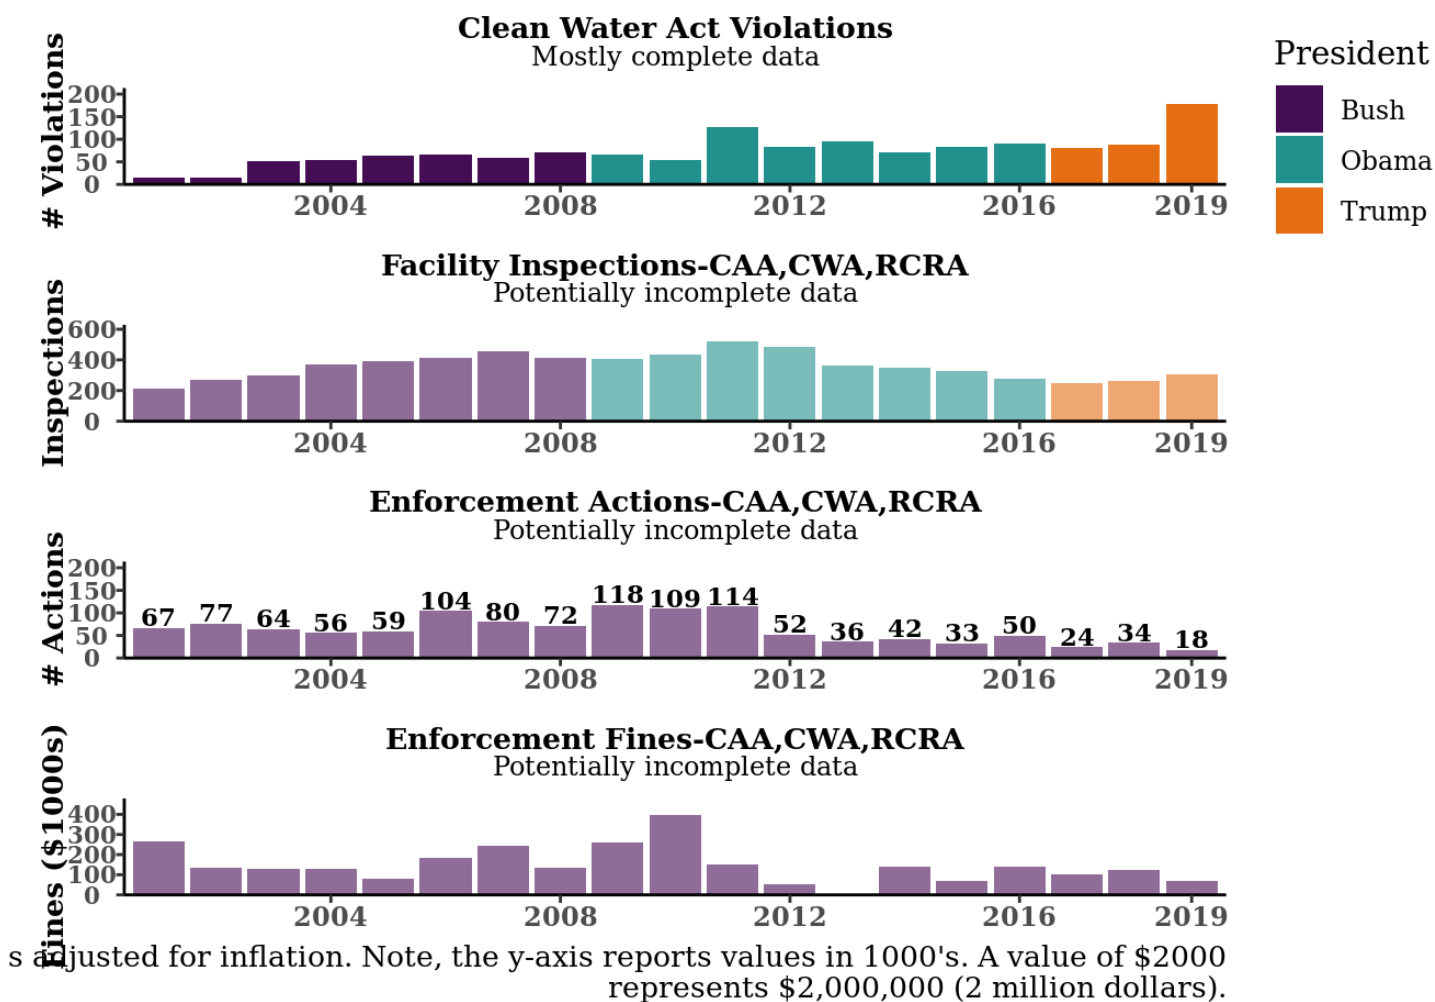 Clean Water Act Violations
Mostly complete data
# Violations
200
150
100
50
0
2004 2008 2012 2016 2019
President
Bush
Obama
Trump
Facility Inspections-CAA,CWA,RCRA
Potentially incomplete data
Inspections
600
400
200
0
2004 2008 2012 2016 2019
Enforcement Actions-CAA,CWA,RCRA
Potentially incomplete data
# Actions
200
150
100
50
0
67 77 64 56 59 104 80 72 118 109 114 52 36 42 33 50 24 34 18
2004 2008 2012 2016 2019
Enforcement Fines-CAA,CWA,RCRA
Potentially incomplete data
Fines ($1000s)
400
300
200
100
0
2004 2008 2012 2016 2019
s adjusted for inflation. Note, the y-axis reports values in 1000's. A value of $2000
represents $2,000,000 (2 million dollars).